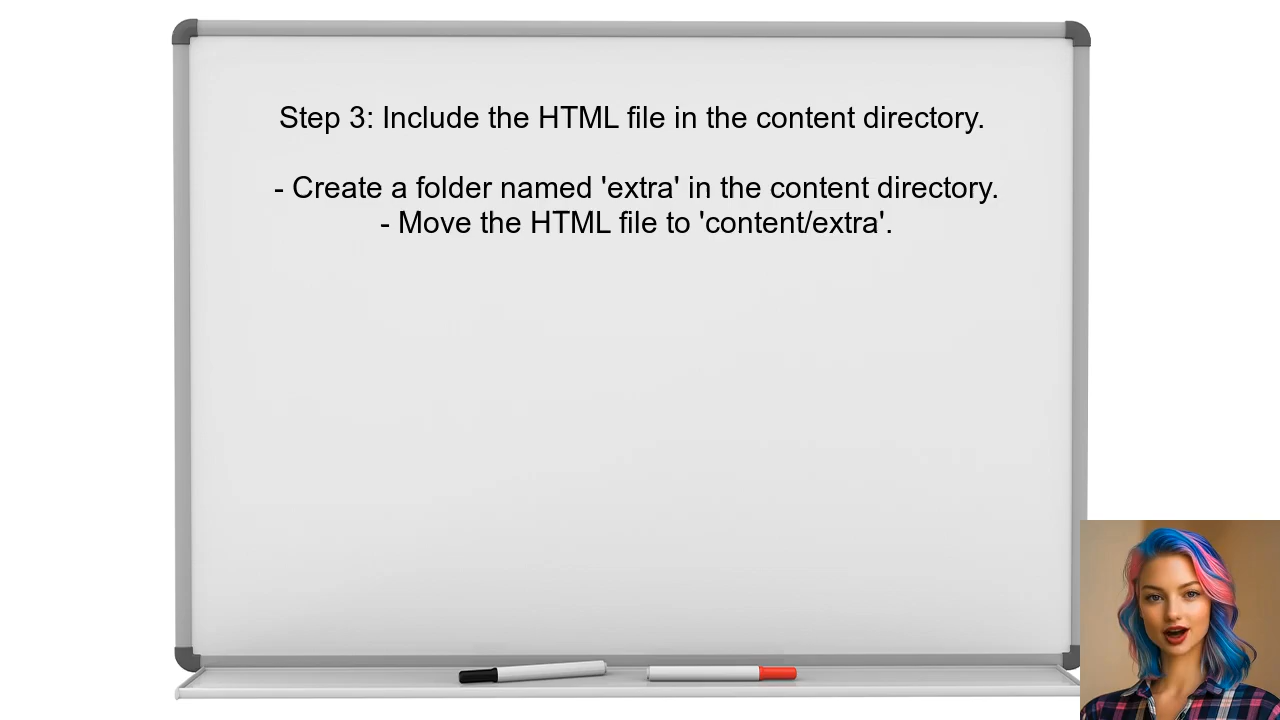 Step 3: Include the HTML file in the content directory.
- Create a folder named 'extra' in the content directory.
- Move the HTML file to 'content/extra'.